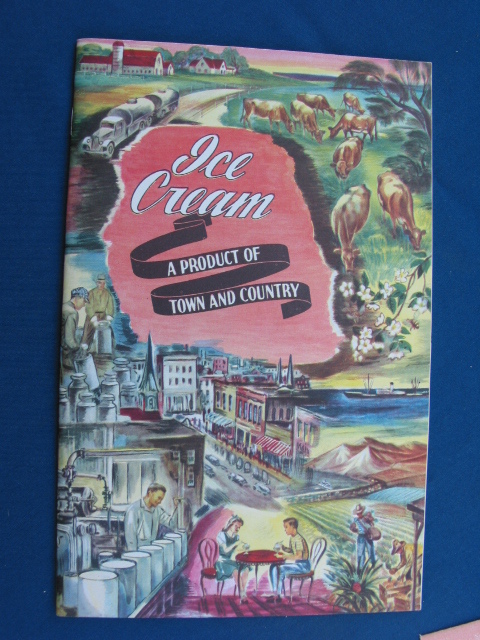 Ice
Cream
A PRODUCT OF
TOWN AND COUNTRY